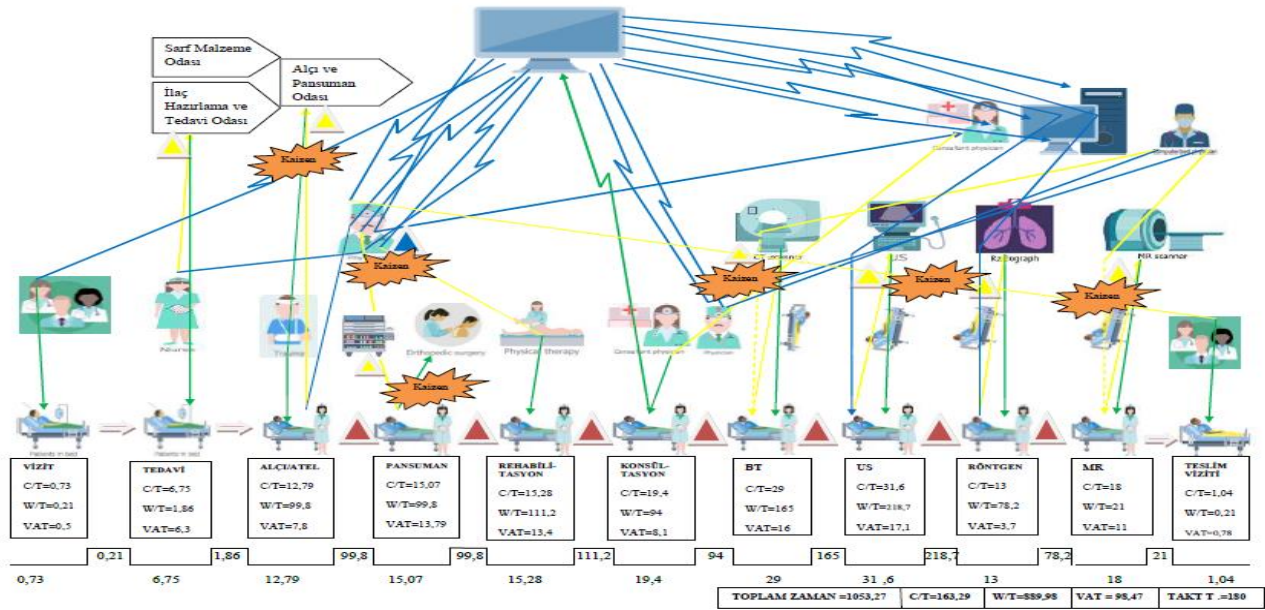 Sarf Malzeme
Odası
Alçı ve
Pansuman
Odası
İlaç
Hazırlama ve
Tedavi Odası
Kaizen
Consultant physician
Kaizen
US
Radiograph
MR scanner
Kaizen
Kaizen
Kaizen
Nurse
Trauma
Orthopedic surgery
Physical therapy
Consultant physician
Physician
Kaizen
Patients in bed
Patients in bed
VİZİT
C/T=0,73
W/T=0,21
VAT=0,5
TEDAVİ
C/T=6,75
W/T=1,86
VAT=6,3
ALÇI/ATEL
C/T=12,79
W/T=99,8
VAT=7,8
PANSUMAN
C/T=15,07
W/T=99,8
VAT=13,79
REHABİLİ-
TASYON
C/T=15,28
W/T=111,2
VAT=13,4
KONSÜL-
TASYON
C/T=19,4
W/T=94
VAT=8,1
BT
C/T=29
W/T=165
VAT=16
US
C/T=31,6
W/T=218,7
VAT=17,1
RÖNTGEN
C/T=13
W/T=78,2
VAT=3,7
MR
C/T=18
W/T=21
VAT=11
TESLİM
VİZİTİ
C/T=1,04
W/T=0,21
VAT=0,78
0,21 1,86 99,8 99,8 111,2 94 165 218,7 78,2 21
0,73 6,75 12,79 15,07 15,28 19,4 29 31 ,6 13 18 1,04
TOPLAM ZAMAN =1053,27 C/T=163,29 W/T=889,98 VAT = 98,47 TAKT T .=180